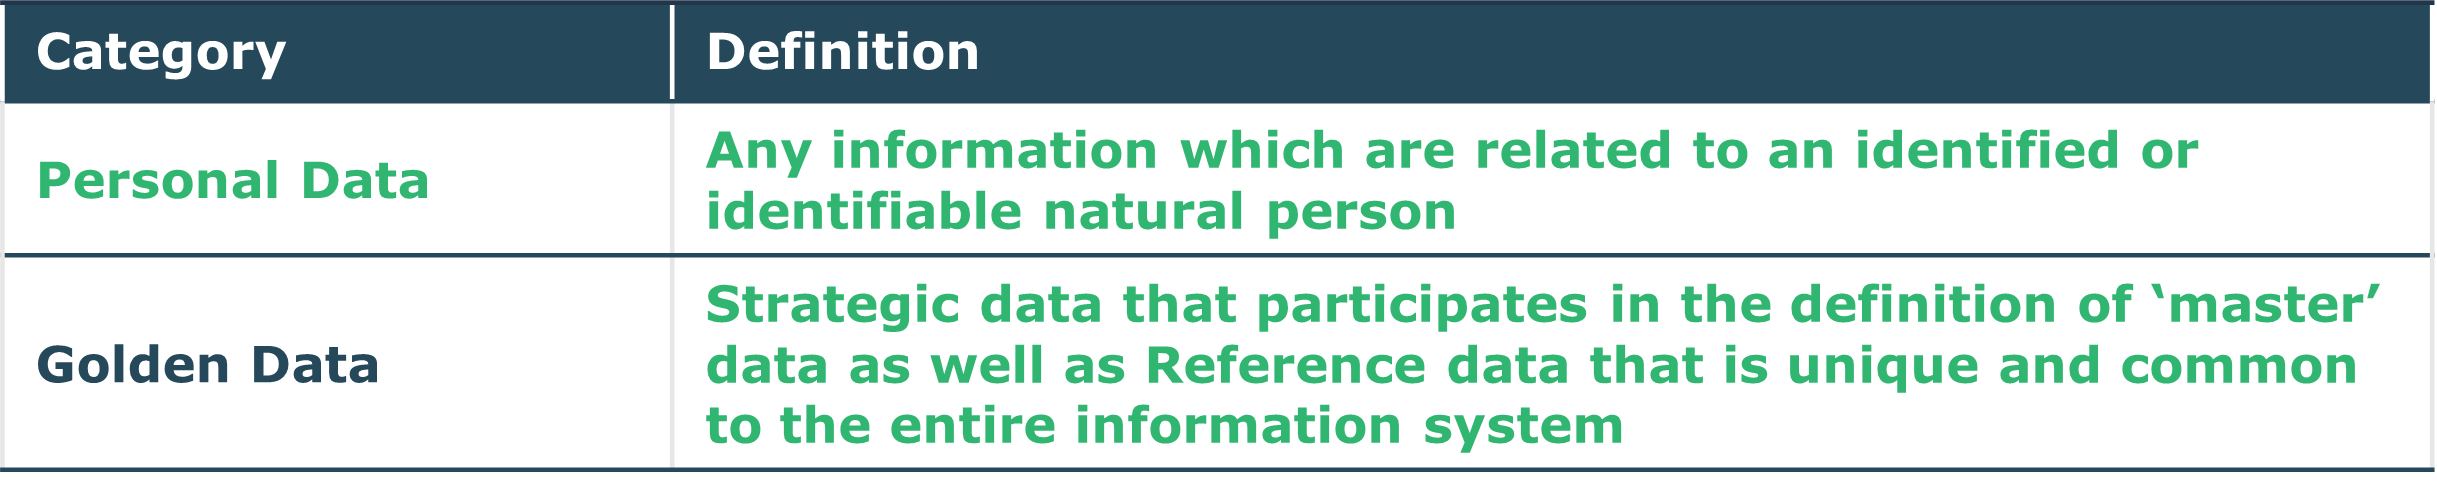 Category
Definition
Personal Data
Any information which are related to an identified or
identifiable natural person
Golden Data
Strategic data that participates in the definition of ‘master’
data as well as Reference data that is unique and common
to the entire information system